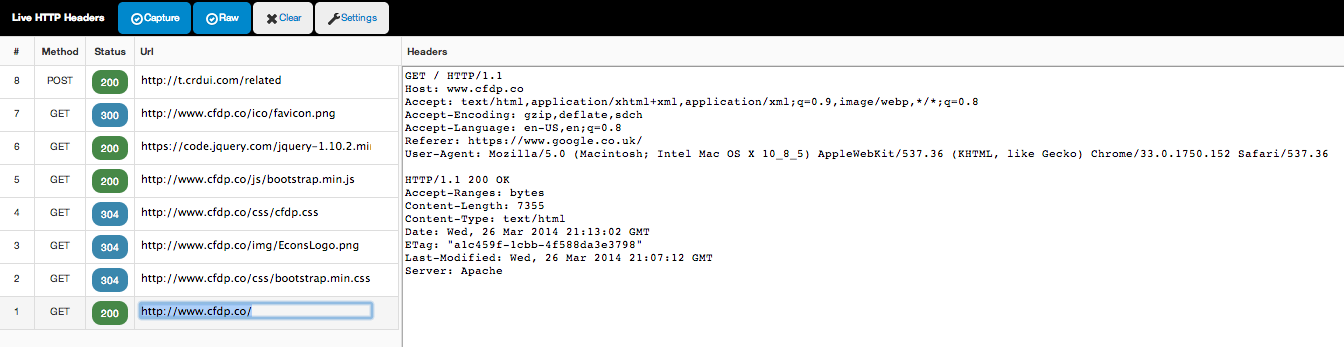 Live HTTP Headers Capture Raw Clear Settings
# Method Status Url Headers
8 POST 200 http://t.crdui.com/related
7 GET 300 http://www.cfdp.co/ico/favicon.png
6 GET 200 https://code.jquery.com/jquery-1.10.2.mi
5 GET 200 http://www.cfdp.co/js/bootstrap.min.js
4 GET 304 http://www.cfdp.co/css/cfdp.css
3 GET 304 http://www.cfdp.co/img/EconsLogo.png
2 GET 304 http://www.cfdp.co/css/bootstrap.min.css
1 GET 200 http://www.cfdp.co/
GET / HTTP/1.1
Host: www.cfdp.co
Accept: text/html,application/xhtml+xml,application/xml;q=0.9,image/webp,*/*;q=0.8
Accept-Encoding: gzip,deflate,sdch
Accept-Language: en-US,en;q=0.8
Referer: https://www.google.co.uk/
User-Agent: Mozilla/5.0 (Macintosh; Intel Mac OS X 10_8_5) AppleWebKit/537.36 (KHTML, like Gecko) Chrome/33.0.1750.152 Safari/537.36
HTTP/1.1 200 OK
Accept-Ranges: bytes
Content-Length: 7355
Content-Type: text/html
Date: Wed, 26 Mar 2014 21:13:02 GMT
ETag: "a1c459f-1cbb-4f588da3e3798"
Last-Modified: Wed, 26 Mar 2014 21:07:12 GMT
Server: Apache